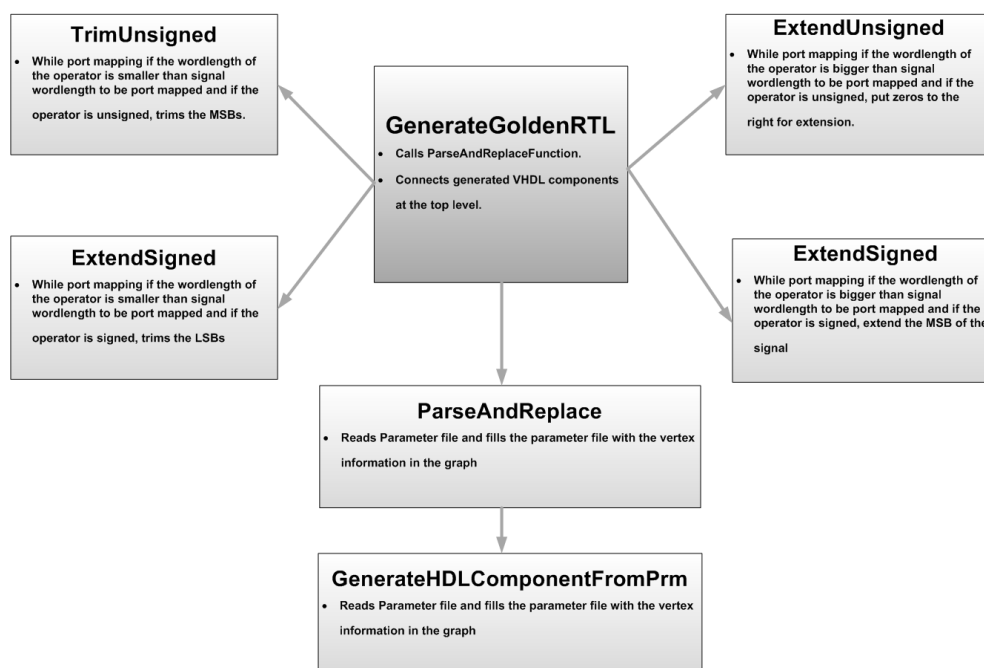 TrimUnsigned
• While port mapping if the wordlength of
the operator is smaller than signal
wordlength to be port mapped and if the
operator is unsigned, trims the MSBs.
ExtendSigned
• While port mapping if the wordlength of
the operator is smaller than signal
wordlength to be port mapped and if the
operator is signed, trims the LSBs
GenerateGoldenRTL
• Calls ParseAndReplaceFunction.
• Connects generated VHDL components
at the top level.
ExtendUnsigned
• While port mapping if the wordlength of
the operator is bigger than signal
wordlength to be port mapped and if the
operator is unsigned, put zeros to the
right for extension.
ExtendSigned
• While port mapping if the wordlength of
the operator is bigger than signal
wordlength to be port mapped and if the
operator is signed, extend the MSB of the
signal
ParseAndReplace
• Reads Parameter file and fills the parameter file with the vertex
information in the graph
GenerateHDLComponentFromPrm
• Reads Parameter file and fills the parameter file with the vertex
information in the graph